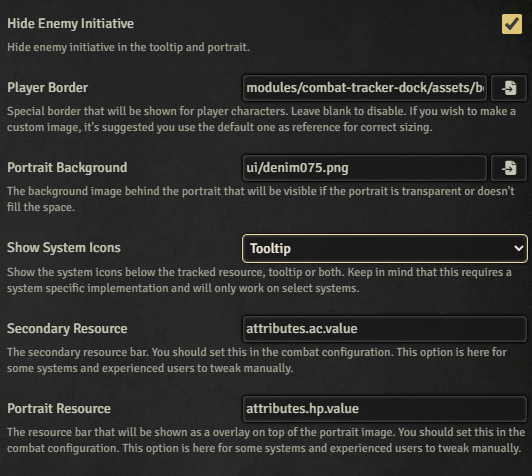 Hide Enemy Initiative
Hide enemy initiative in the tooltip and portrait.
Player Border
modules/combat-tracker-dock/assets/b
Special border that will be shown for player characters. Leave blank to disable. If you wish to make a
custom image, it's suggested you use the default one as reference for correct sizing.
Portrait Background
ui/denim075.png
The background image behind the portrait that will be visible if the portrait is transparent or doesn't
fill the space.
Show System Icons
Tooltip
Show the system icons below the tracked resource, tooltip or both. Keep in mind that this requires a
system specific implementation and will only work on select systems.
Secondary Resource
attributes.ac.value
The secondary resource bar. You should set this in the combat configuration. This option is here for
some systems and experienced users to tweak manually.
Portrait Resource
attributes.hp.value
The resource bar that will be shown as a overlay on top of the portrait image. You should set this in the
combat configuration. This option is here for some systems and experienced users to tweak manually.